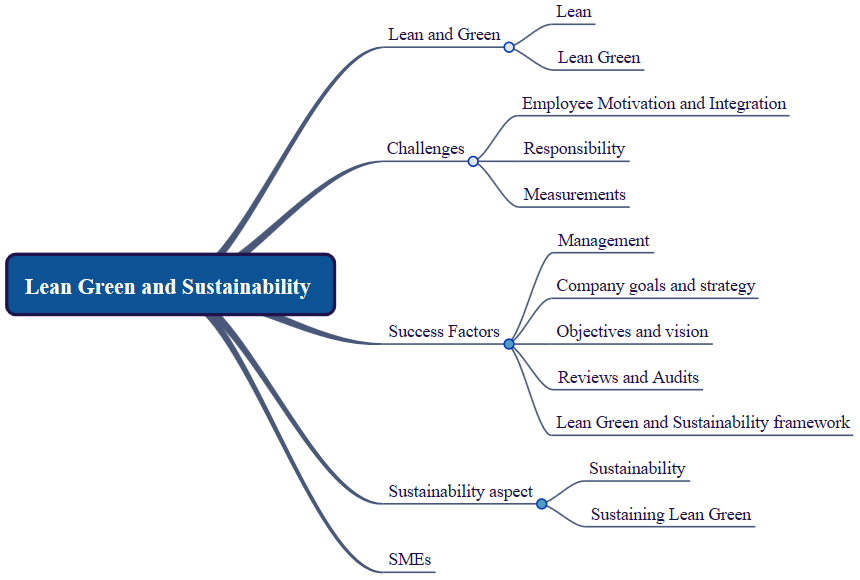 Lean Green and Sustainability
Lean and Green
Lean
Lean Green
Challenges
Employee Motivation and Integration
Responsibility
Measurements
Success Factors
Management
Company goals and strategy
Objectives and vision
Reviews and Audits
Lean Green and Sustainability framework
Sustainability aspect
Sustainability
Sustaining Lean Green
SMEs